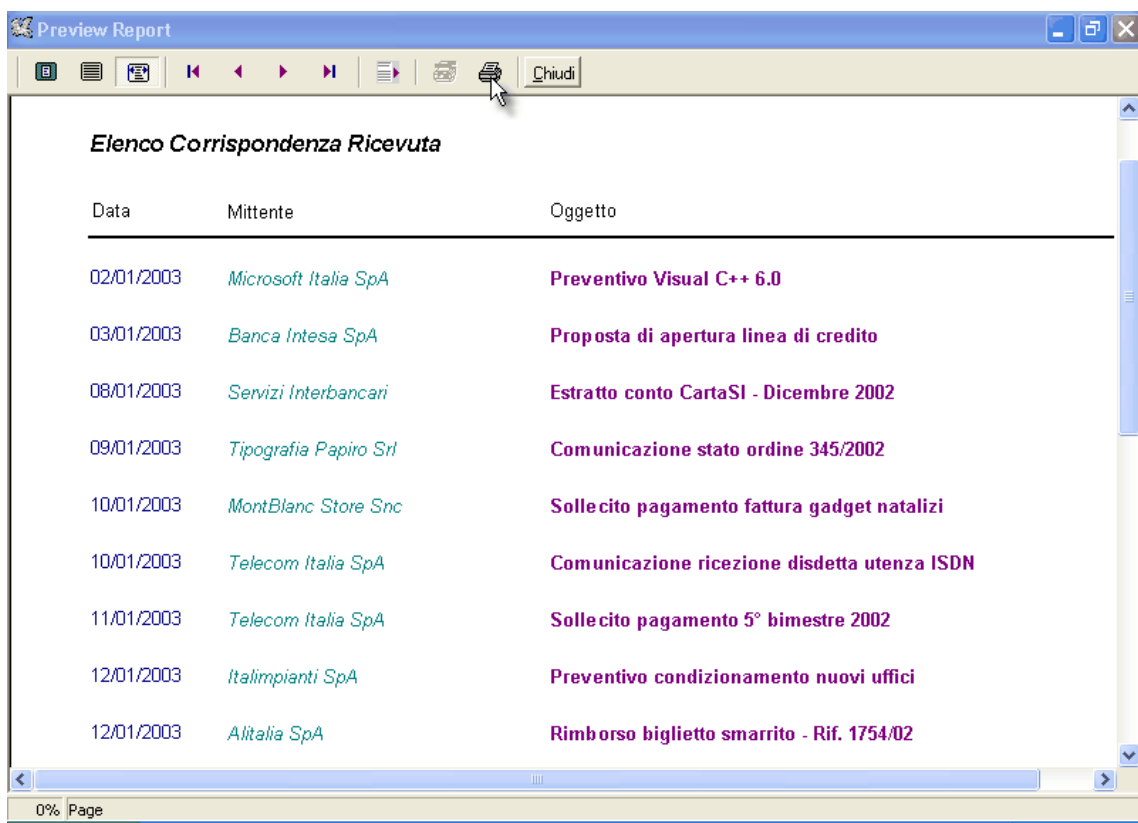 Preview Report
Chiudi
Elenco Corrispondenza Ricevuta
Data Mittente Oggetto
02/01/2003 Microsoft Italia SpA Preventivo Visual C++ 6.0
03/01/2003 Banca Intesa SpA Proposta di apertura linea di credito
08/01/2003 Servizi Interbancari Estratto conto CartaSI - Dicembre 2002
09/01/2003 Tipografia Papiro Srl Comunicazione stato ordine 345/2002
10/01/2003 MontBlanc Store Snc Sollecito pagamento fattura gadget natalizi
10/01/2003 Telecom Italia SpA Comunicazione ricezione disdetta utenza ISDN
11/01/2003 Telecom Italia SpA Sollecito pagamento 5° bimestre 2002
12/01/2003 Italimpianti SpA Preventivo condizionamento nuovi uffici
12/01/2003 Alitalia SpA Rimborso biglietto smarrito - Rif. 1754/02
0% Page